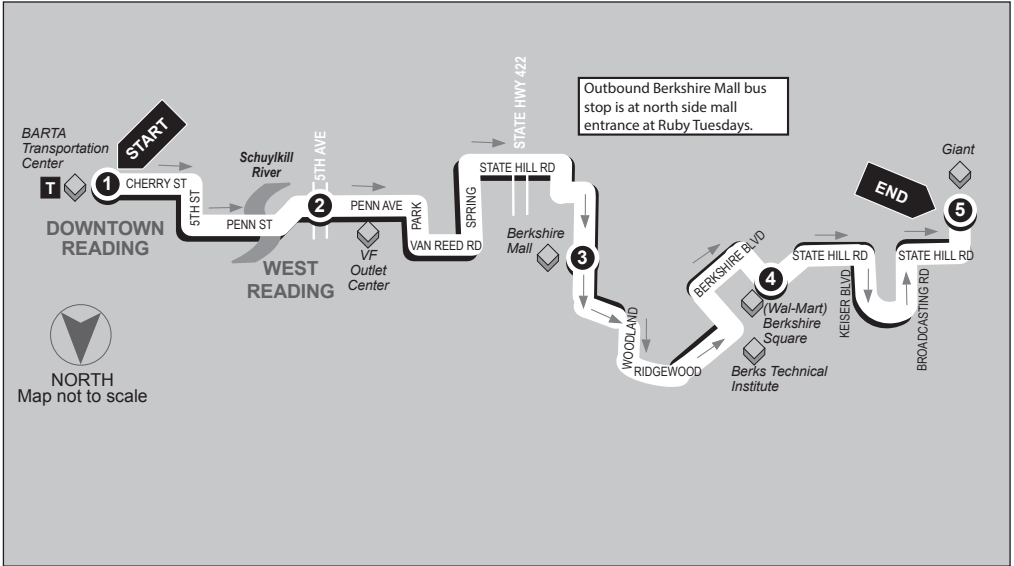 BARTA
Transportation
Center
T
START
1
CHERRY ST
5TH ST
DOWNTOWN
READING
Schuylkill
River
PENN ST
5TH AVE
2
WEST
READING
PENN AVE
VF
Outlet
Center
PARK
VAN REED RD
SPRING
STATE HWY 422
STATE HILL RD
Outbound Berkshire Mall bus
stop is at north side mall
entrance at Ruby Tuesdays.
Berkshire
Mall
3
WOODLAND
RIDGEWOOD
BERKSHIRE BLVD
4
(Wal-Mart)
Berkshire
Square
Berks Technical
Institute
STATE HILL RD
KEISER BLVD
BROADCASTING RD
STATE HILL RD
END
5
Giant
NORTH
Map not to scale